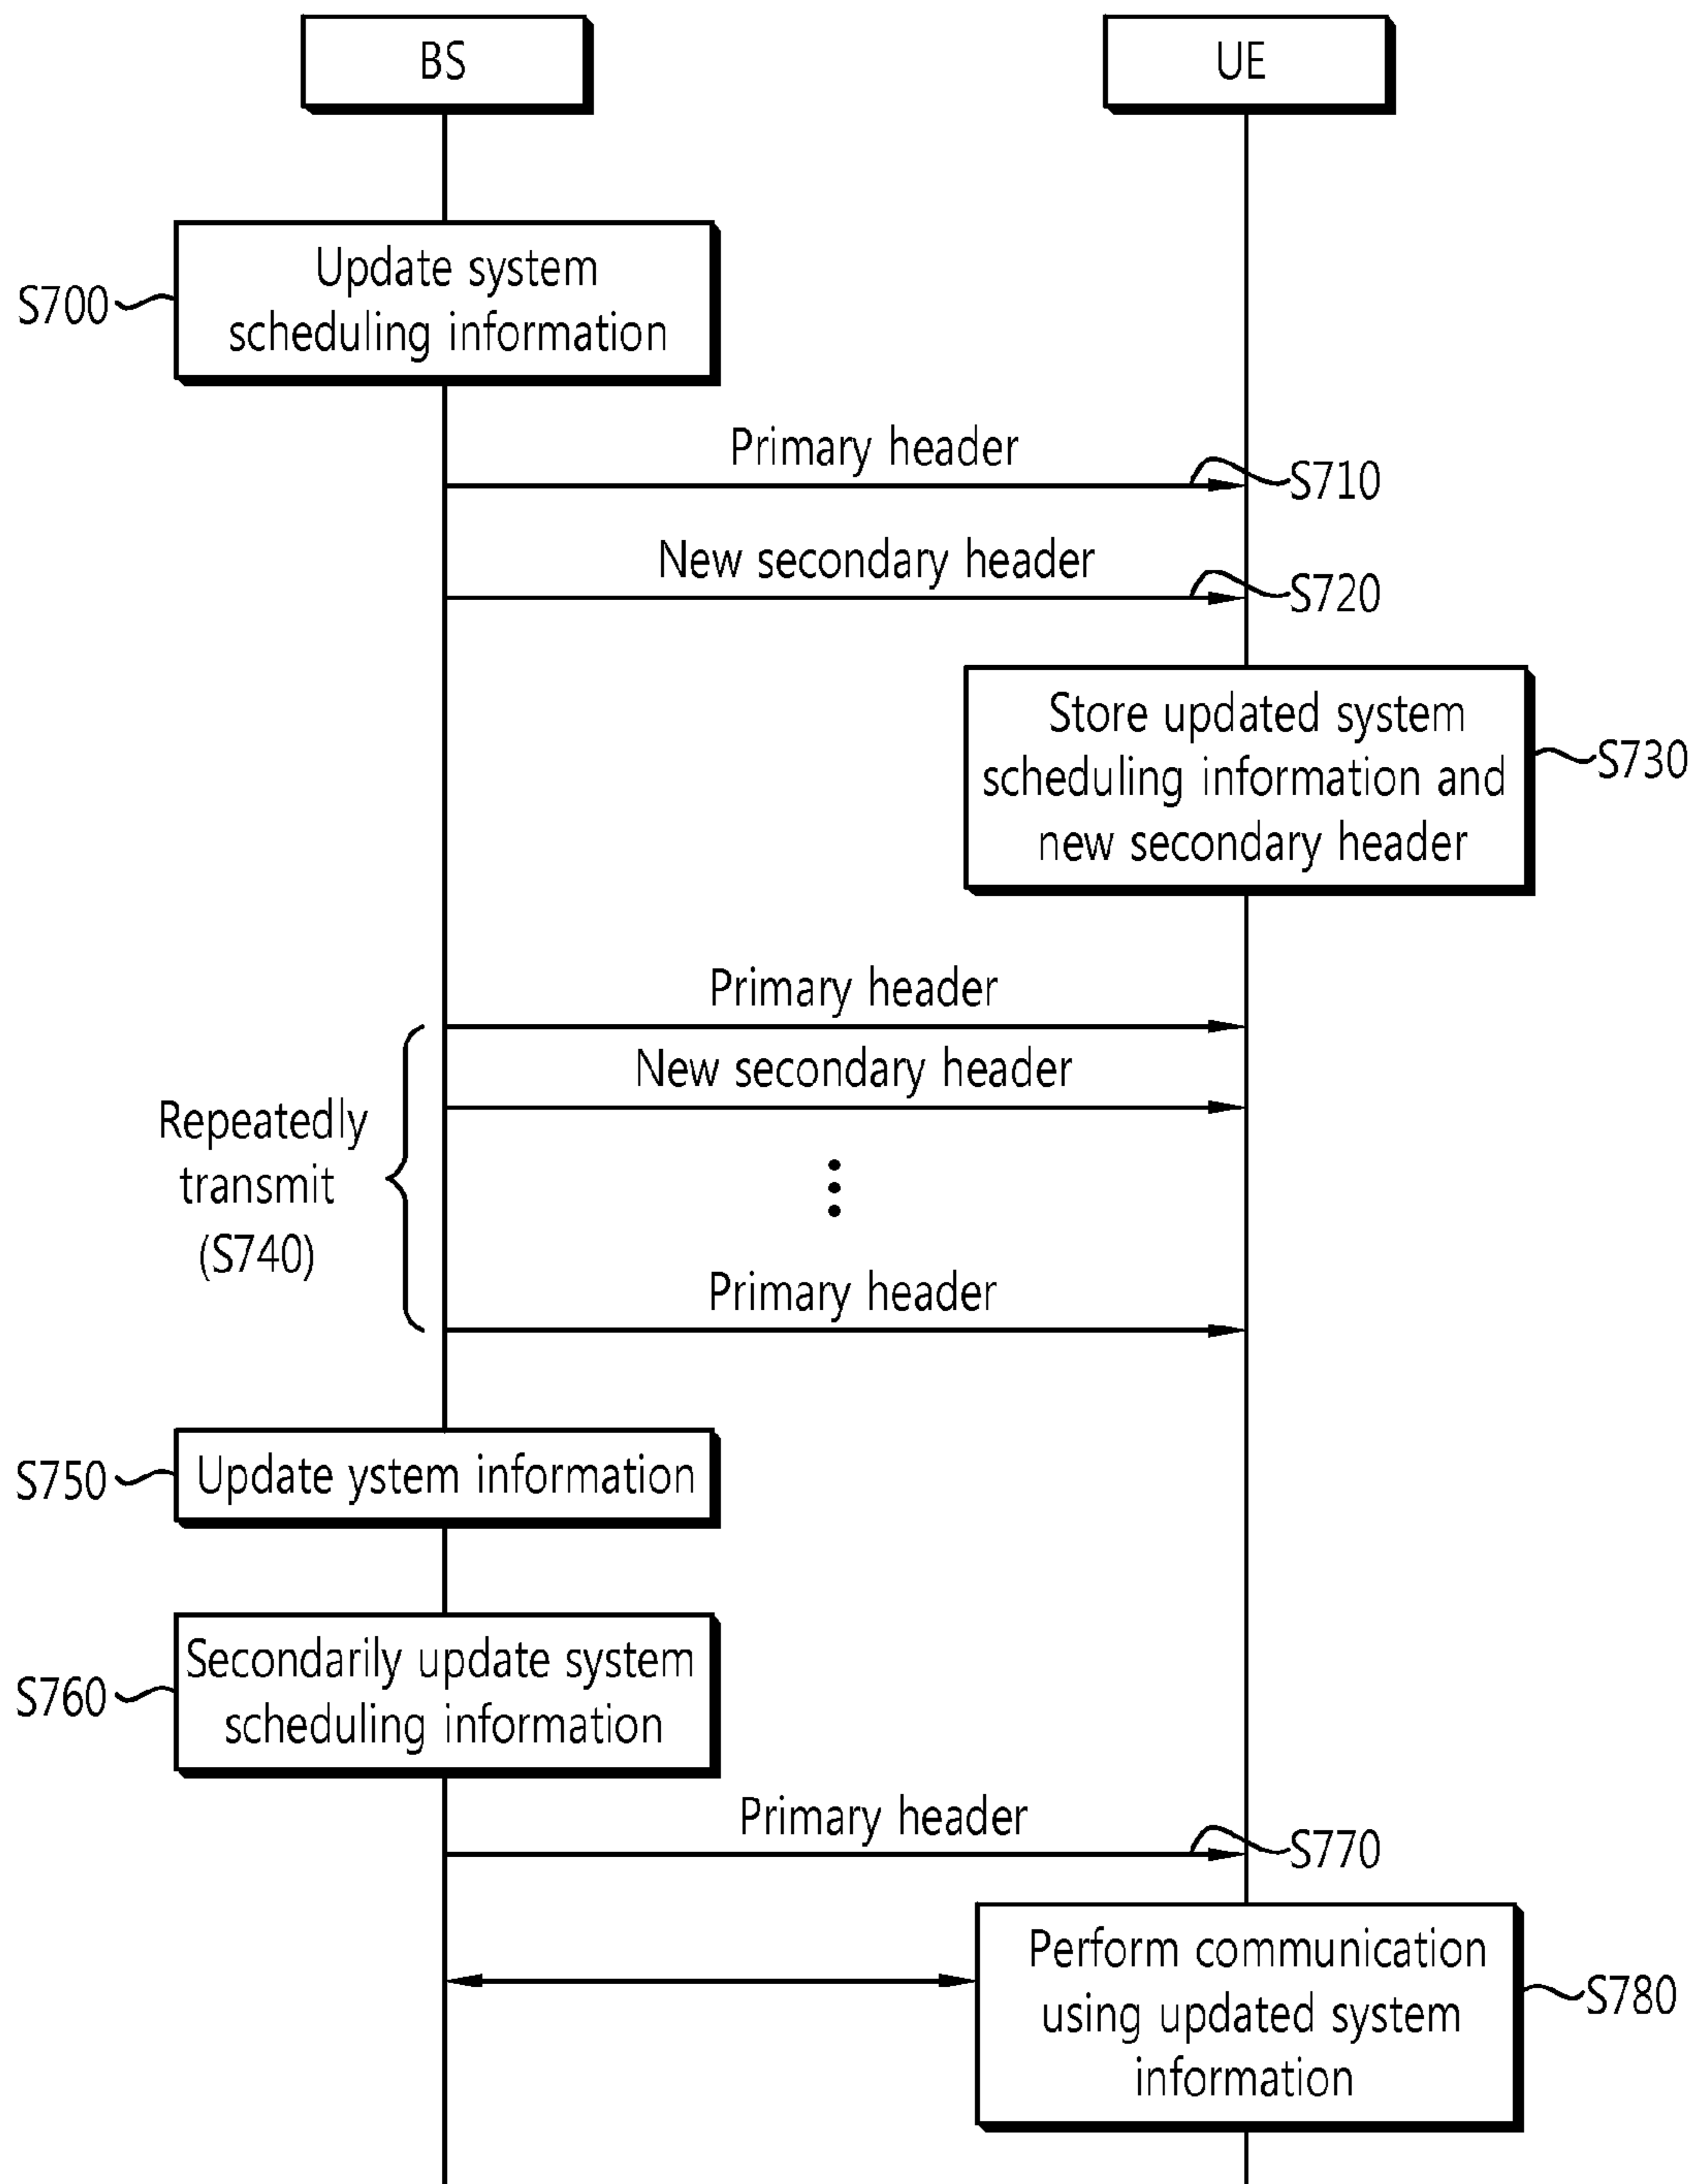 BS
UE
S700
Update system
scheduling information
Primary header
S710
New secondary header
S720
Store updated system
scheduling information and
new secondary header
S730
Primary header
New secondary header
Repeatedly
transmit
(S740)
Primary header
S750
Update ystem information
S760
Secondarily update system
scheduling information
Primary header
S770
Perform communication
using updated system
information
S780